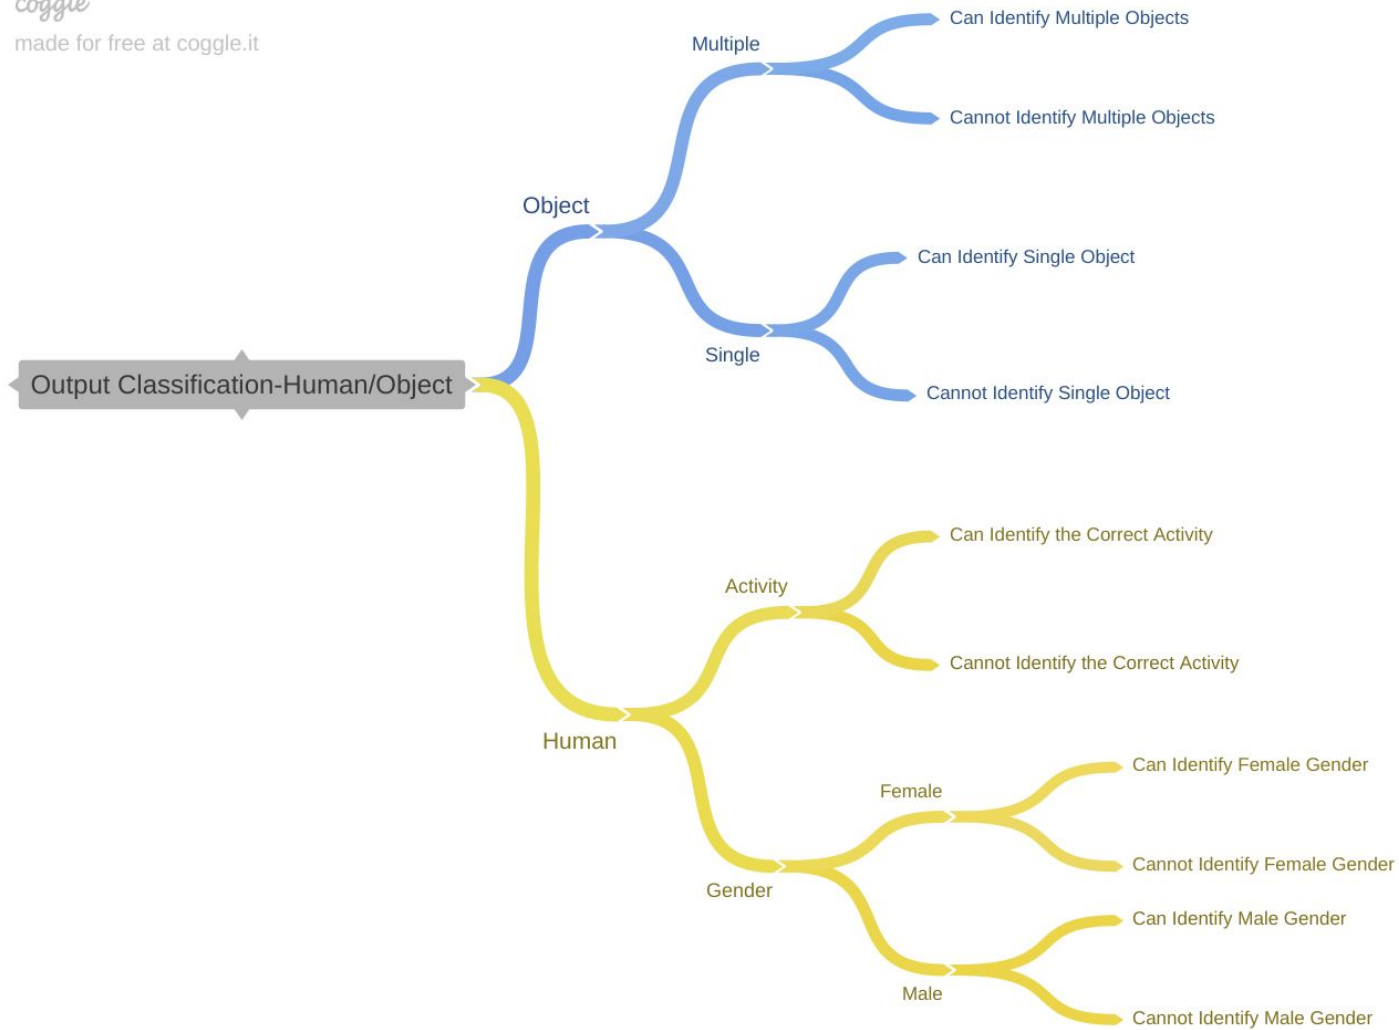 coggle
made for free at coggle.it
Can Identify Multiple Objects
Multiple
Cannot Identify Multiple Objects
Object
Can Identify Single Object
Single
Cannot Identify Single Object
Output Classification-Human/Object
Can Identify the Correct Activity
Activity
Cannot Identify the Correct Activity
Human
Can Identify Female Gender
Female
Cannot Identify Female Gender
Gender
Can Identify Male Gender
Male
Cannot Identify Male Gender